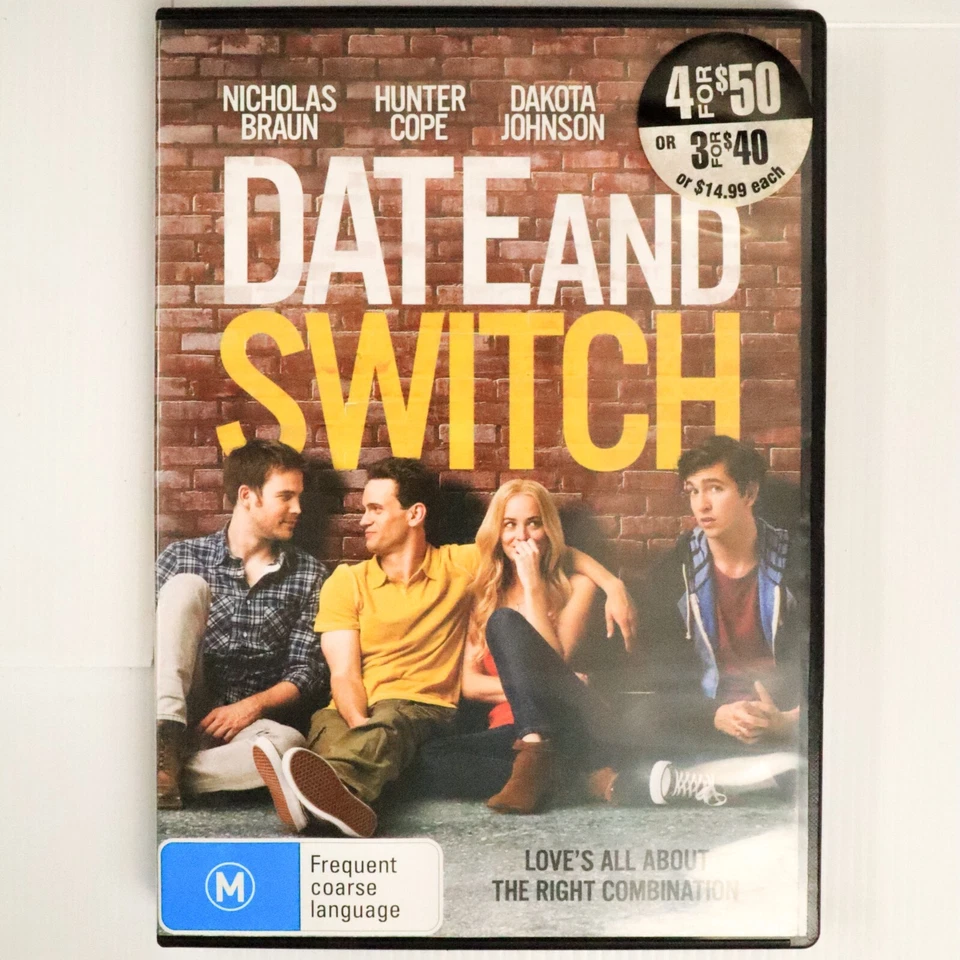 NICHOLAS BRAUN
HUNTER COPE
DAKOTA JOHNSON
4 FOR $50
OR 3 FOR $40
or $14.99 each
DATE AND
SWITCH
M
Frequent
coarse
language
LOVE'S ALL ABOUT
THE RIGHT COMBINATION